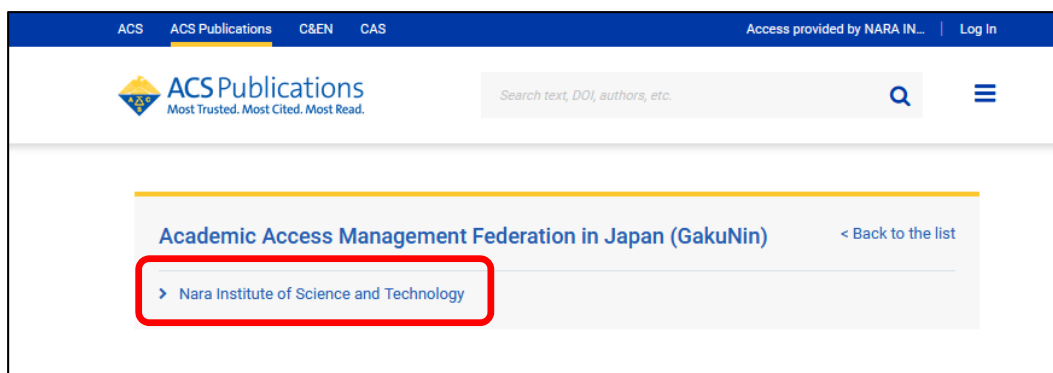 ACS ACS Publications C&EN CAS Access provided by NARA IN... | Log In
ACS Publications
Most Trusted. Most Cited. Most Read.
Search text, DOI, authors, etc.
Academic Access Management Federation in Japan (GakuNin) < Back to the list
> Nara Institute of Science and Technology